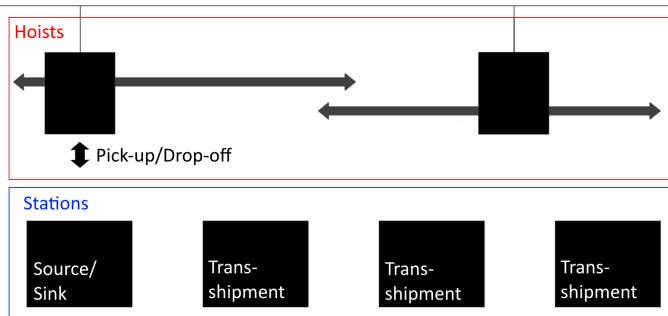 Hoists
Pick-up/Drop-off
Stations
Source/
Sink
Trans-
shipment
Trans-
shipment
Trans-
shipment